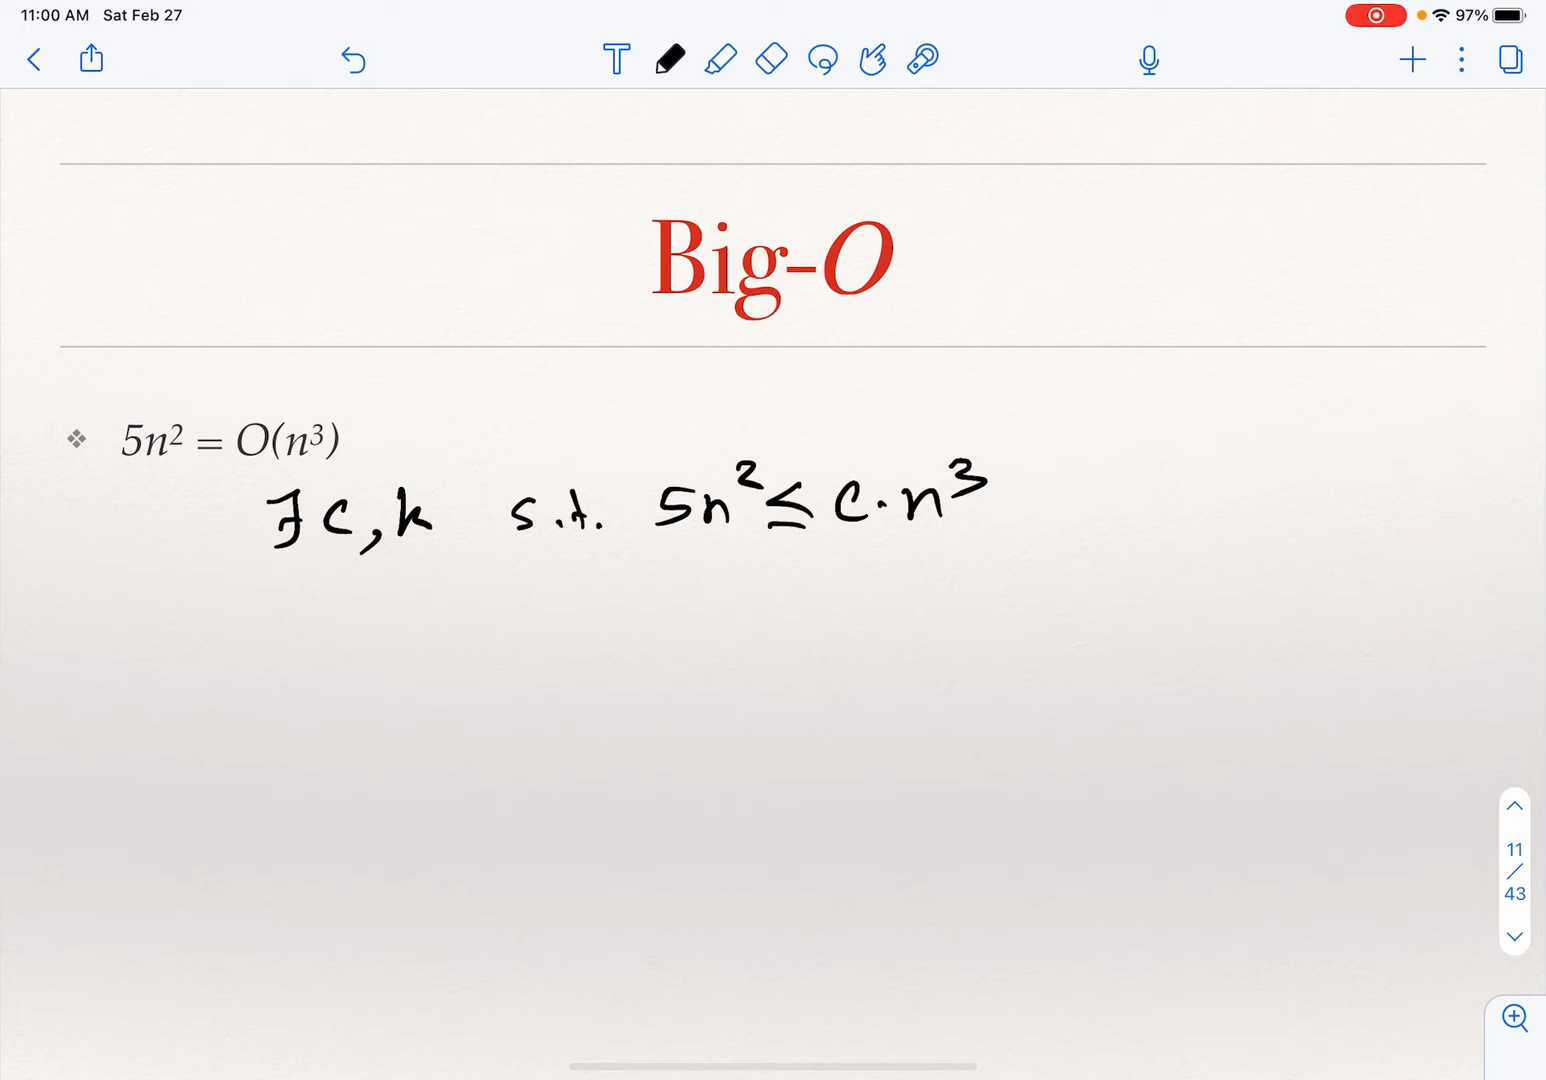 11:00 AM Sat Feb 27 97%
T
Big-O
❖ 5n² = O(n³)
∃ c, k s.t. 5n² ≤ c·n³
11
/
43